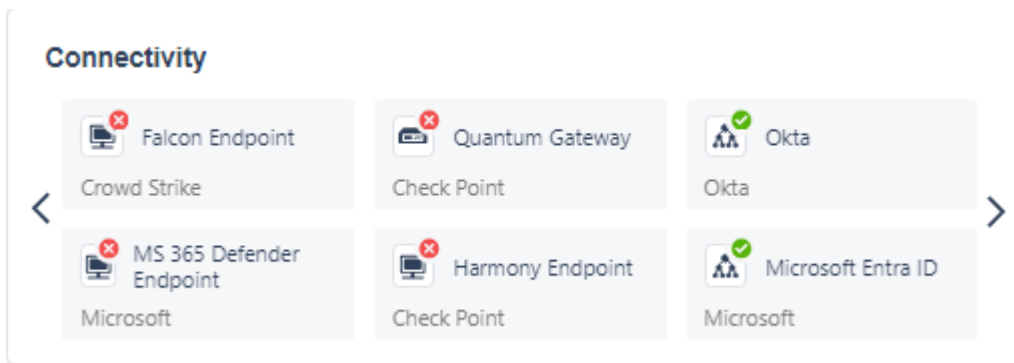 Connectivity
Falcon Endpoint
Crowd Strike
Quantum Gateway
Check Point
Okta
Okta
MS 365 Defender
Endpoint
Microsoft
Harmony Endpoint
Check Point
Microsoft Entra ID
Microsoft